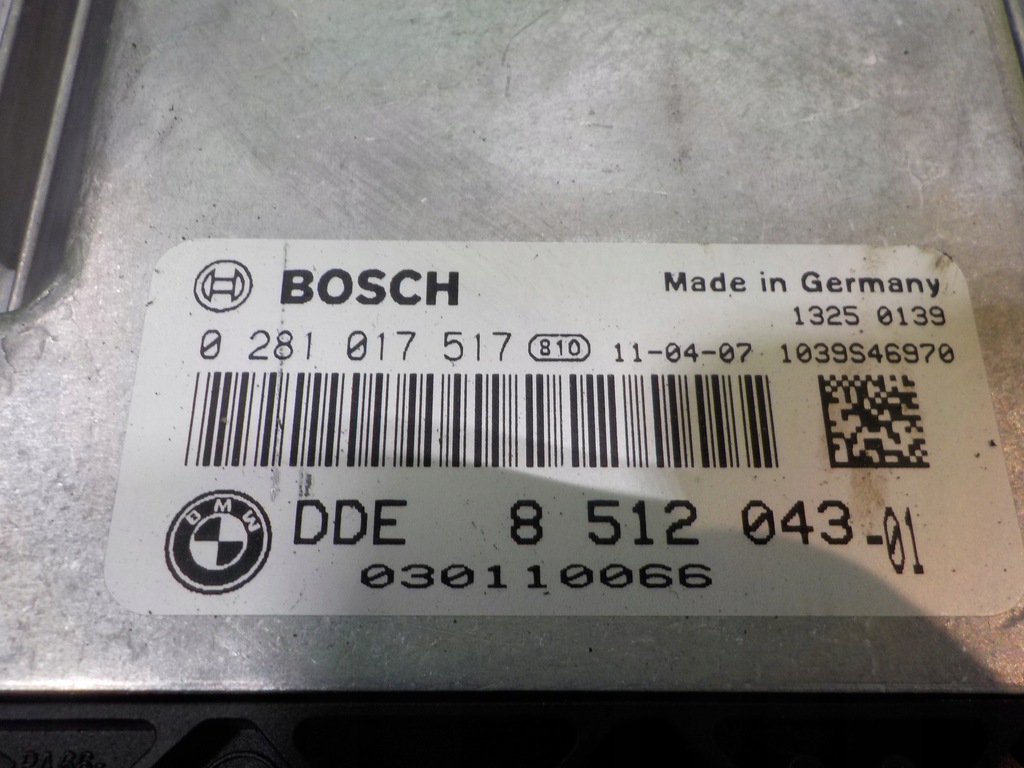 BOSCH
Made in Germany
1325 0139
0 281 017 517 810 11-04-07 1039S46970
BMW
DDE 8 512 043-01
030110066